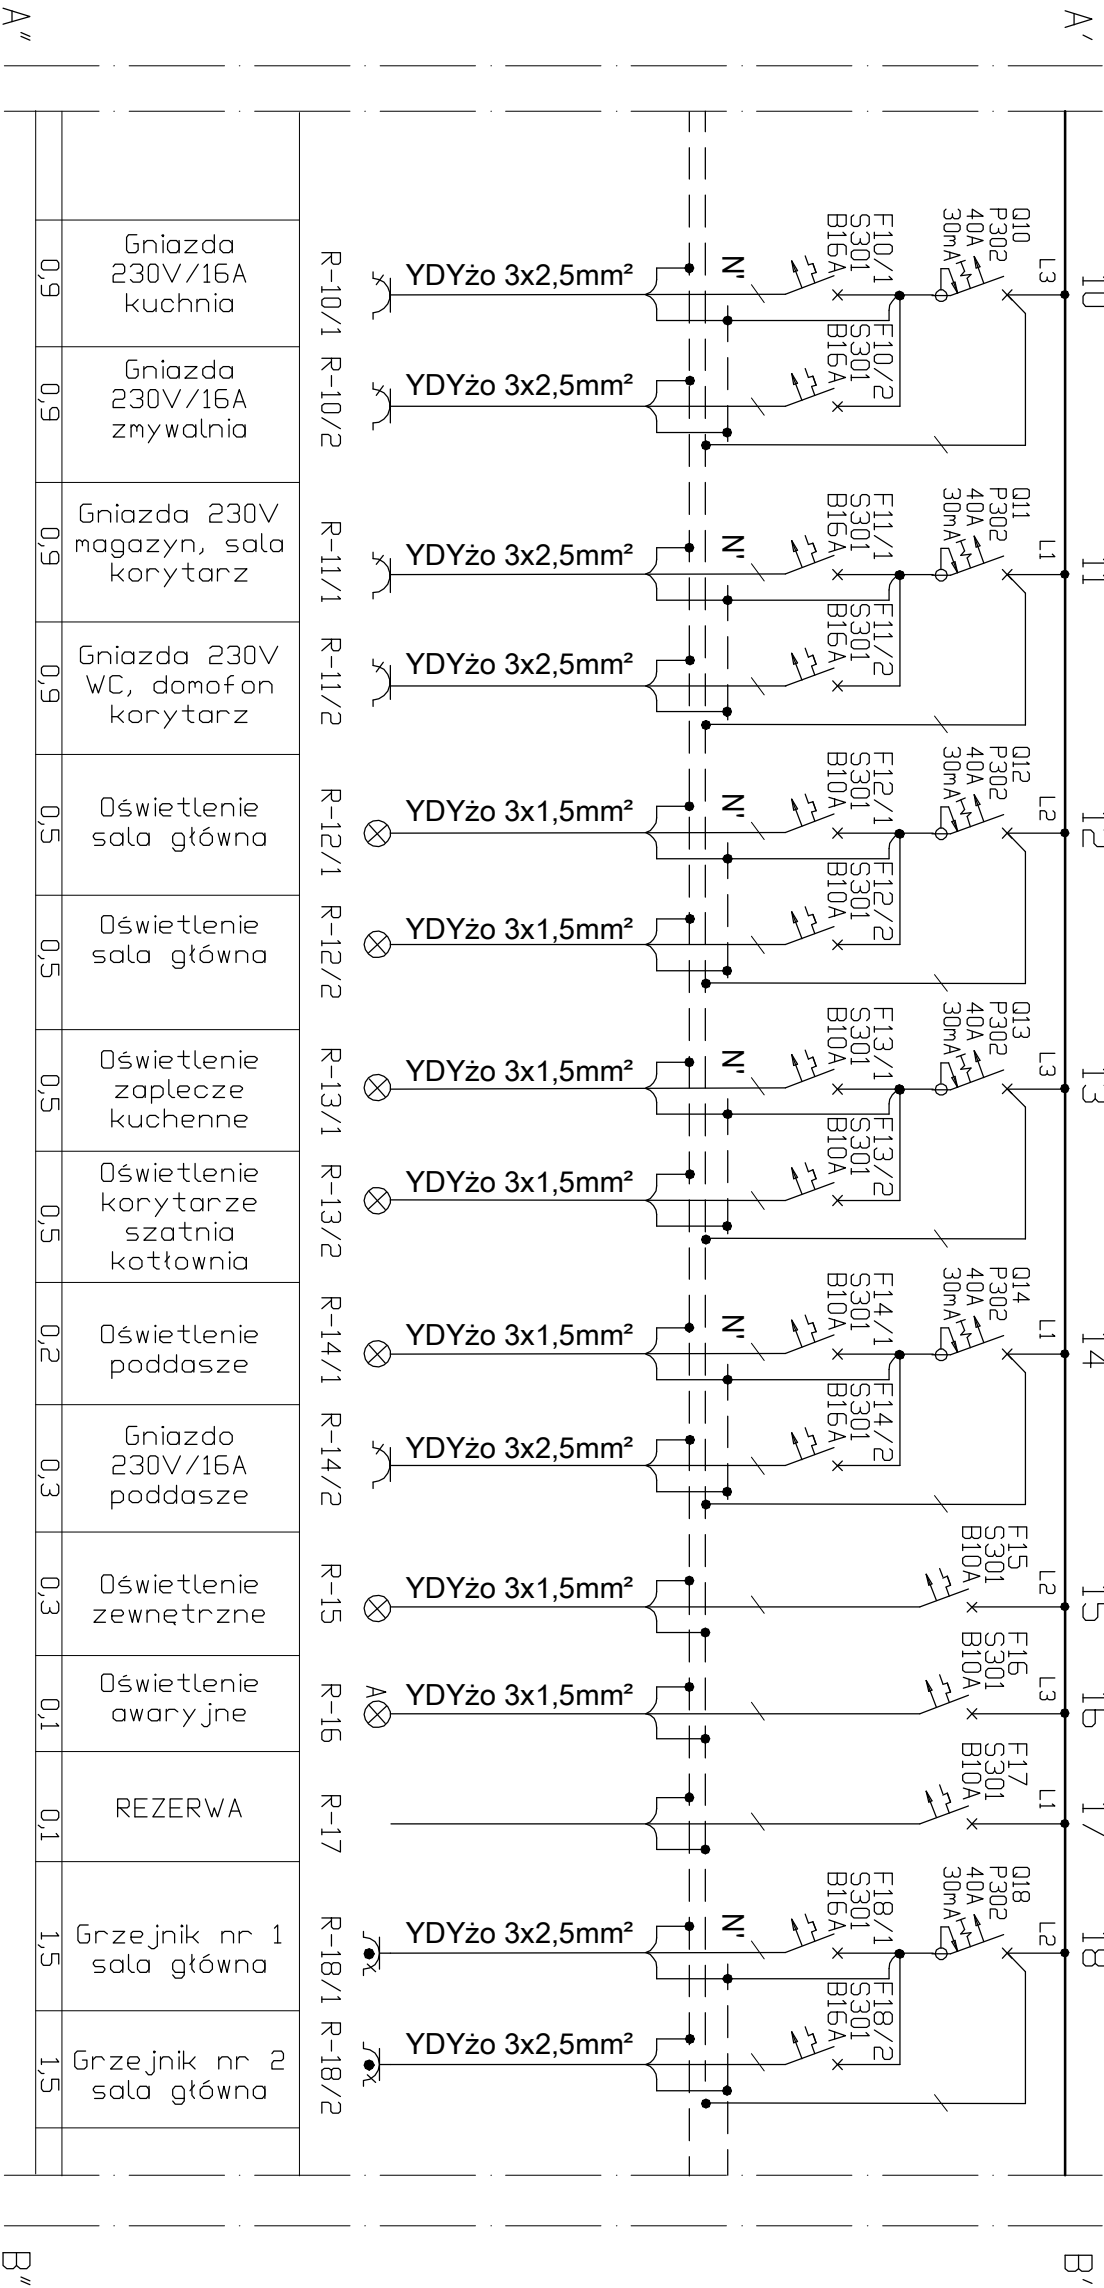 A"
A'
10
Q10
P302
40A
30mA
L3
F10/1
S301
B16A
F10/2
S301
B16A
N'
YDYżo 3x2,5mm²
YDYżo 3x2,5mm²
R-10/1
R-10/2
Gniazda
230V/16A
kuchnia
0,9
Gniazda
230V/16A
zmywalnia
0,9
11
Q11
P302
40A
30mA
L1
F11/1
S301
B16A
F11/2
S301
B16A
N'
YDYżo 3x2,5mm²
YDYżo 3x2,5mm²
R-11/1
R-11/2
Gniazda 230V
magazyn, sala
korytarz
0,9
Gniazda 230V
WC, domofon
korytarz
0,9
12
Q12
P302
40A
30mA
L2
F12/1
S301
B10A
F12/2
S301
B10A
N'
YDYżo 3x1,5mm²
YDYżo 3x1,5mm²
R-12/1
R-12/2
Oświetlenie
sala główna
0,5
Oświetlenie
sala główna
0,5
13
Q13
P302
40A
30mA
L3
F13/1
S301
B10A
F13/2
S301
B10A
N'
YDYżo 3x1,5mm²
YDYżo 3x1,5mm²
R-13/1
R-13/2
Oświetlenie
zaplecze
kuchenne
0,5
Oświetlenie
korytarze
szatnia
kotłownia
0,5
14
Q14
P302
40A
30mA
L1
F14/1
S301
B10A
F14/2
S301
B16A
N'
YDYżo 3x1,5mm²
YDYżo 3x2,5mm²
R-14/1
R-14/2
Oświetlenie
poddasze
0,2
Gniazdo
230V/16A
poddasze
0,3
15
F15
S301
B10A
L2
YDYżo 3x1,5mm²
R-15
Oświetlenie
zewnętrzne
0,3
16
F16
S301
B10A
L3
YDYżo 3x1,5mm²
A
R-16
Oświetlenie
awaryjne
0,1
17
F17
S301
B10A
L1
R-17
REZERWA
0,1
18
Q18
P302
40A
30mA
L2
F18/1
S301
B16A
F18/2
S301
B16A
N'
YDYżo 3x2,5mm²
YDYżo 3x2,5mm²
R-18/1
R-18/2
Grzejnik nr 1
sala główna
1,5
Grzejnik nr 2
sala główna
1,5
B"
B'